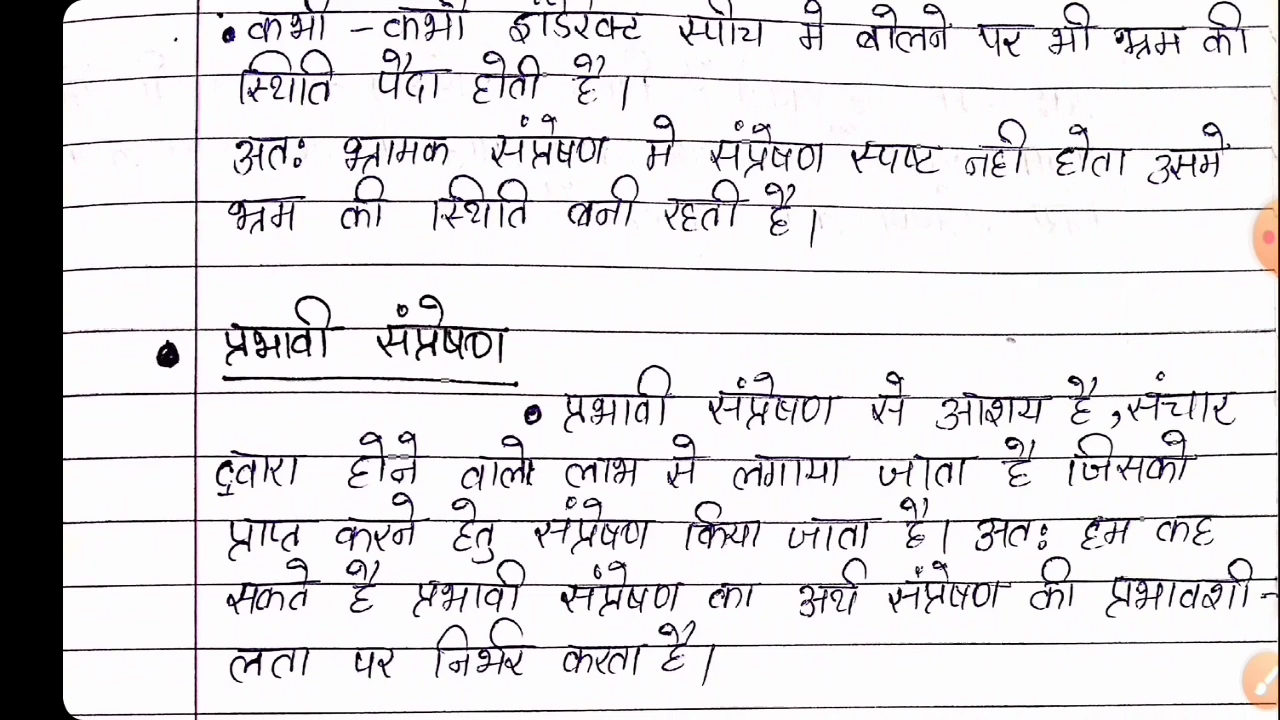 • कभी - कभी इंडिरेक्ट स्पीच मे बोलने पर भी भ्रम की
स्थिति पैदा होती है।
अतः भ्रामक संप्रेषण मे संप्रेषण स्पष्ट नही होता उसमे
भ्रम की स्थिति बनी रहती है।
• प्रभावी संप्रेषण
• प्रभावी संप्रेषण से आशय है, संचार
द्वारा होने वाले लाभ से लगाया जाता है जिसको
प्राप्त करने हेतु संप्रेषण किया जाता है। अतः हम कह
सकते है प्रभावी संप्रेषण का अर्थ संप्रेषण की प्रभावशी-
लता पर निर्भर करता है।